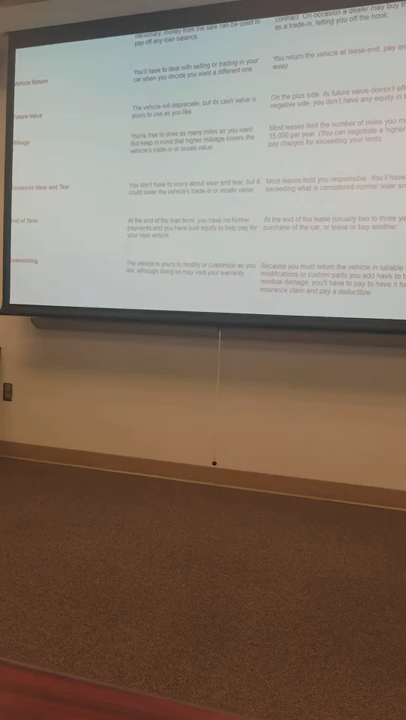 necessary, money from the sale can be used to
pay off any loan balance.
contract. On occasion a dealer may buy th
as a trade-in, letting you off the hook.
Vehicle Return
You'll have to deal with selling or trading in your
car when you decide you want a different one
You return the vehicle at lease-end, pay an
away
Future Value
The vehicle will depreciate, but its cash value is
yours to use as you like
On the plus side, its future value doesn't aff
negative side, you don't have any equity in t
Mileage
You're free to drive as many miles as you want
But keep in mind that higher mileage lowers the
vehicle's trade-in or resale value
Most leases limit the number of miles you m
15,000 per year. (You can negotiate a higher
pay charges for exceeding your limits
Excessive Wear and Tear
You don't have to worry about wear and tear, but it
could lower the vehicle's trade-in or resale value
Most leases hold you responsible. You'll have
exceeding what is considered normal wear an
End of Term
At the end of the loan term, you have no further
payments and you have built equity to help pay for
your next vehicle
At the end of the lease (usually two to three ye
purchase of the car, or lease or buy another
Customizing
The vehicle is yours to modify or customize as you
like, although doing so may void your warranty
Because you must return the vehicle in salable
modifications or custom parts you add have to b
residual damage, you'll have to pay to have it fix
insurance claim and pay a deductible.